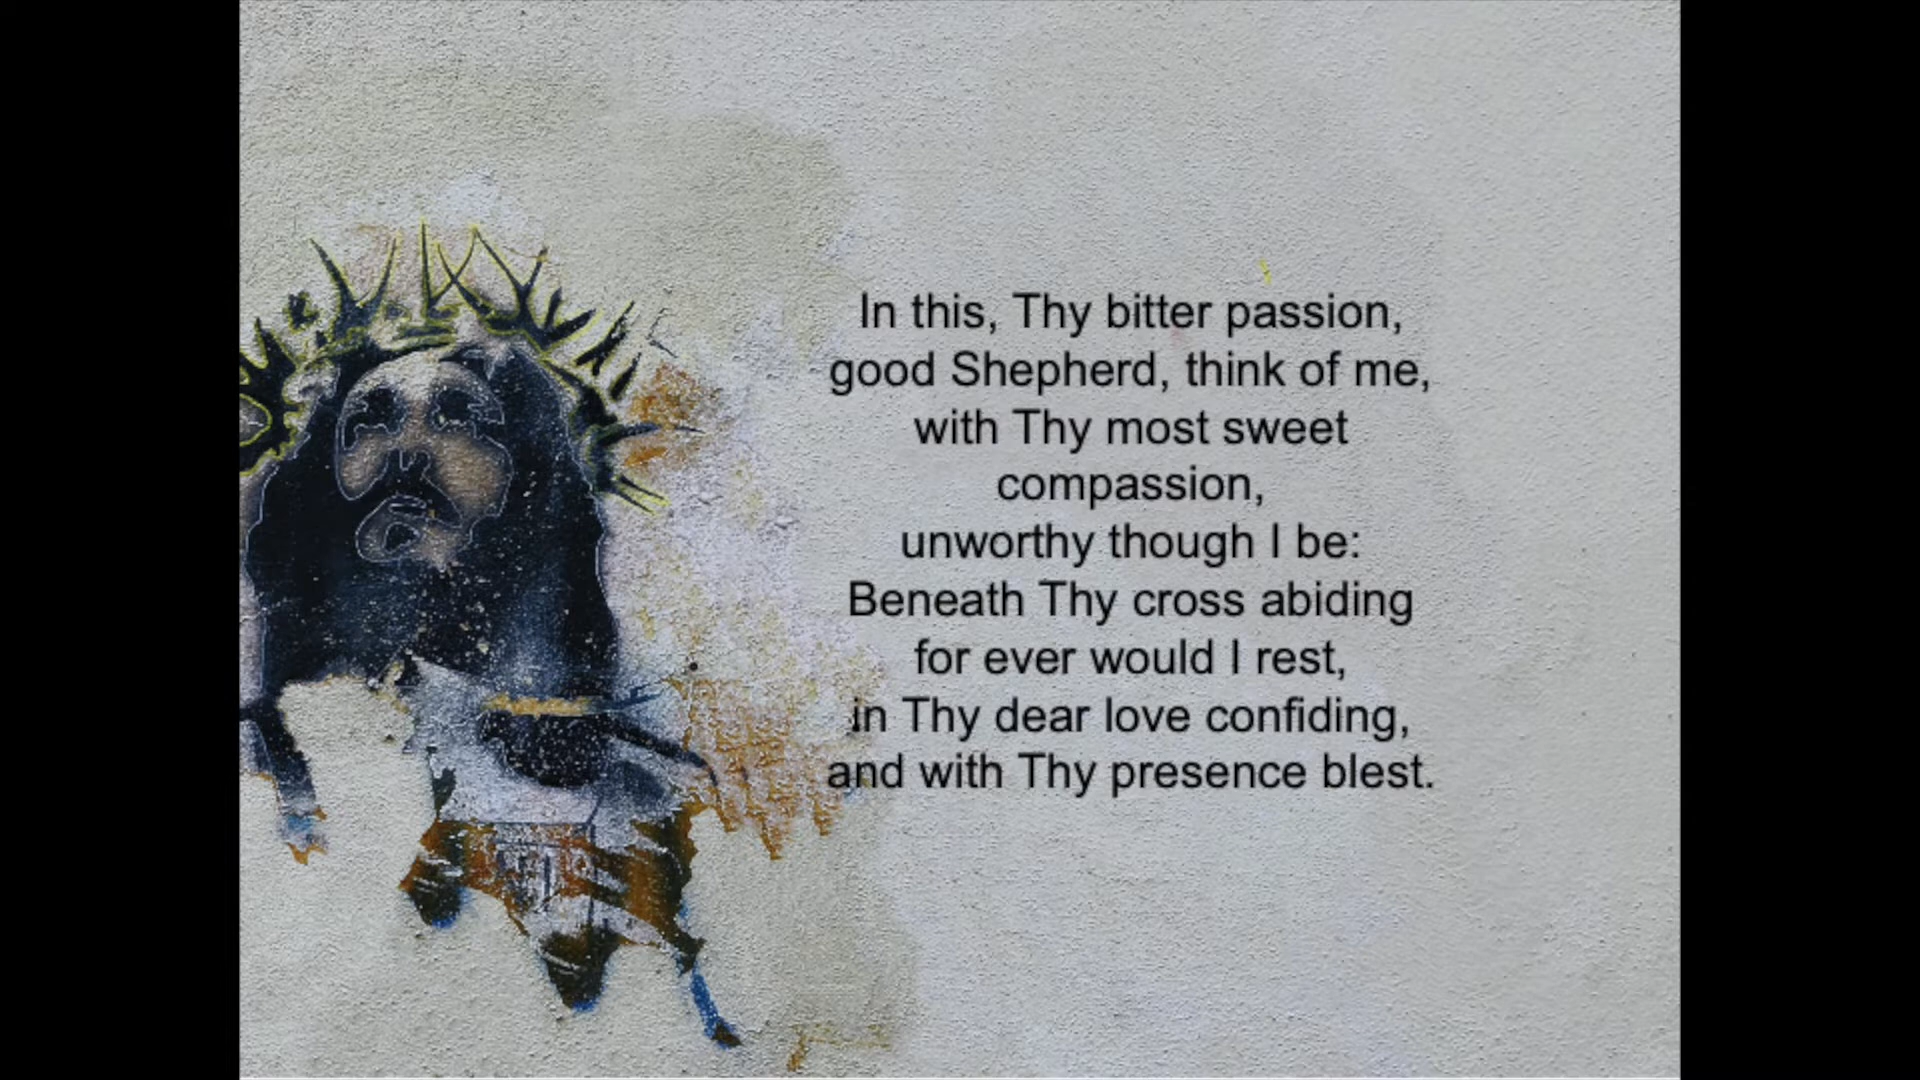 In this, Thy bitter passion,
good Shepherd, think of me,
with Thy most sweet
compassion,
unworthy though I be:
Beneath Thy cross abiding
for ever would I rest,
in Thy dear love confiding,
and with Thy presence blest.